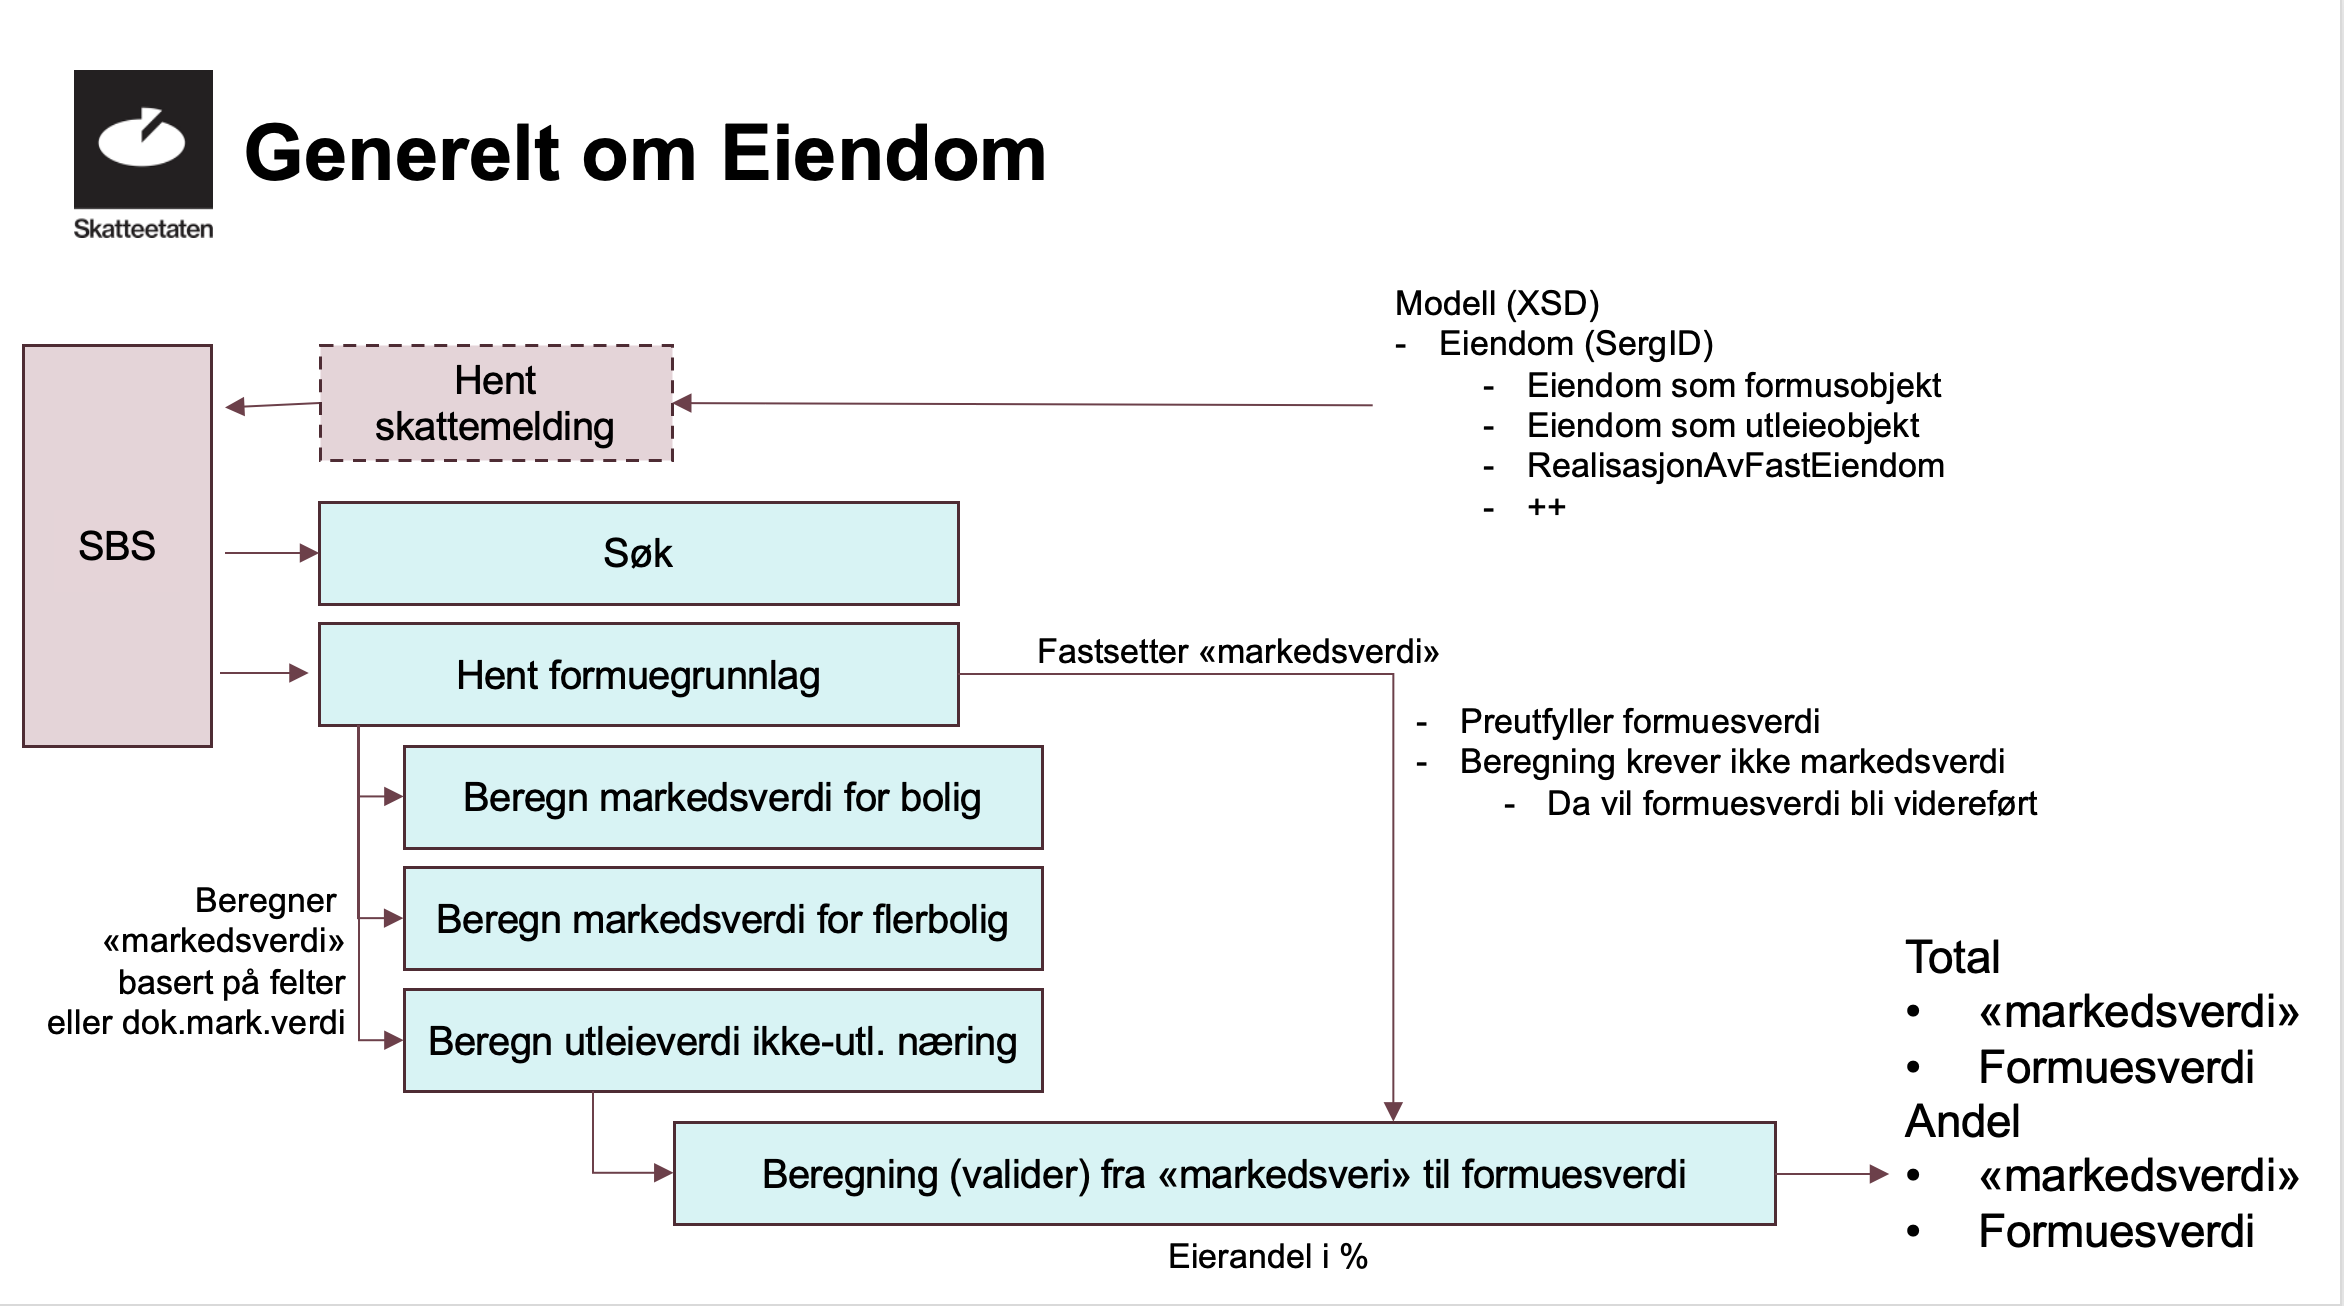 Skatteetaten
Generelt om Eiendom
Modell (XSD)
- Eiendom (SergID)
- Eiendom som formusobjekt
- Eiendom som utleieobjekt
- RealisasjonAvFastEiendom
- ++
SBS
Hent
skattemelding
Søk
Hent formuegrunnlag
Fastsetter «markedsverdi»
- Preutfyller formuesverdi
- Beregning krever ikke markedsverdi
- Da vil formuesverdi bli videreført
Beregn markedsverdi for bolig
Beregn markedsverdi for flerbolig
Beregn utleieverdi ikke-utl. næring
Beregner
«markedsverdi»
basert på felter
eller dok.mark.verdi
Beregning (valider) fra «markedsveri» til formuesverdi
Eierandel i %
Total
• «markedsverdi»
• Formuesverdi
Andel
• «markedsverdi»
• Formuesverdi